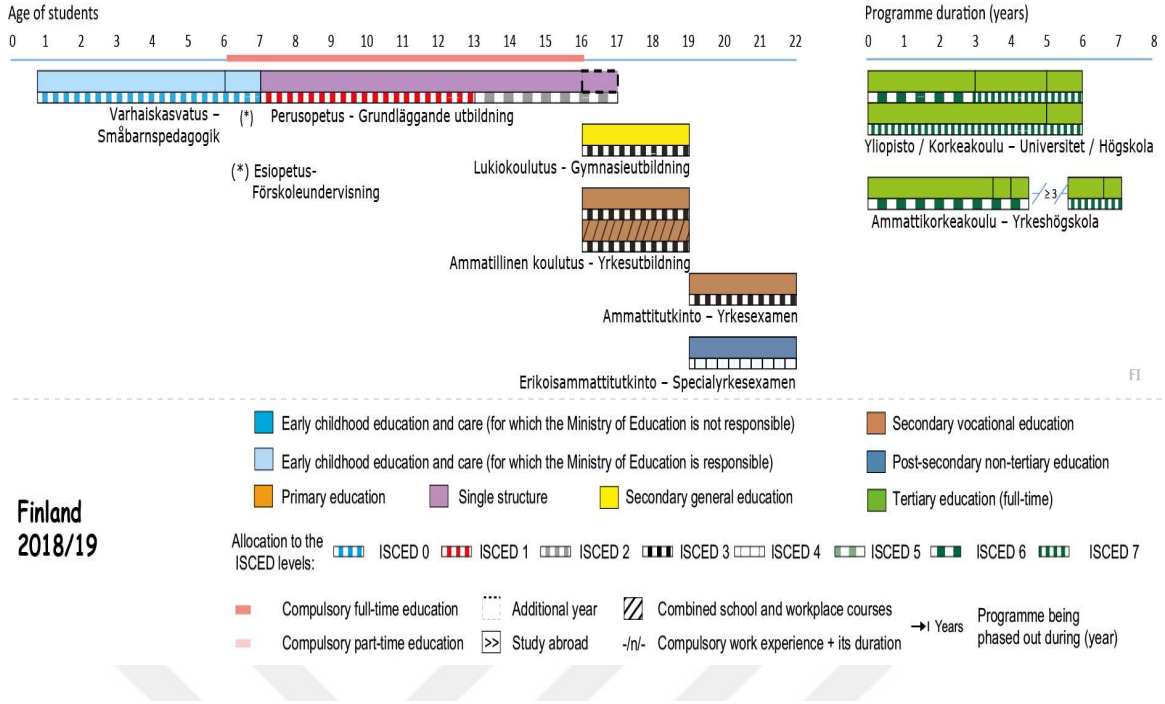 Age of students
Programme duration (years)
0 1 2 3 4 5 6 7 8 9 10 11 12 13 14 15 16 17 18 19 20 21 22
0 1 2 3 4 5 6 7 8
Varhaiskasvatus –
Småbarnspedagogik
(*)
Perusopetus - Grundläggande utbildning
(*) Esiopetus-
Förskoleundervisning
Lukiokoulutus - Gymnasieutbildning
Ammatillinen koulutus - Yrkesutbildning
Ammattitutkinto – Yrkesexamen
Erikoisammattitutkinto – Specialyrkesexamen
Yliopisto / Korkeakoulu – Universitet / Högskola
≥ 3
Ammattikorkeakoulu – Yrkeshögskola
FI
Finland
2018/19
Early childhood education and care (for which the Ministry of Education is not responsible)
Secondary vocational education
Early childhood education and care (for which the Ministry of Education is responsible)
Post-secondary non-tertiary education
Primary education
Single structure
Secondary general education
Tertiary education (full-time)
Allocation to the
ISCED levels:
ISCED 0
ISCED 1
ISCED 2
ISCED 3
ISCED 4
ISCED 5
ISCED 6
ISCED 7
Compulsory full-time education
Additional year
Combined school and workplace courses
Years
Programme being
phased out during (year)
Compulsory part-time education
>> Study abroad
-/n/- Compulsory work experience + its duration